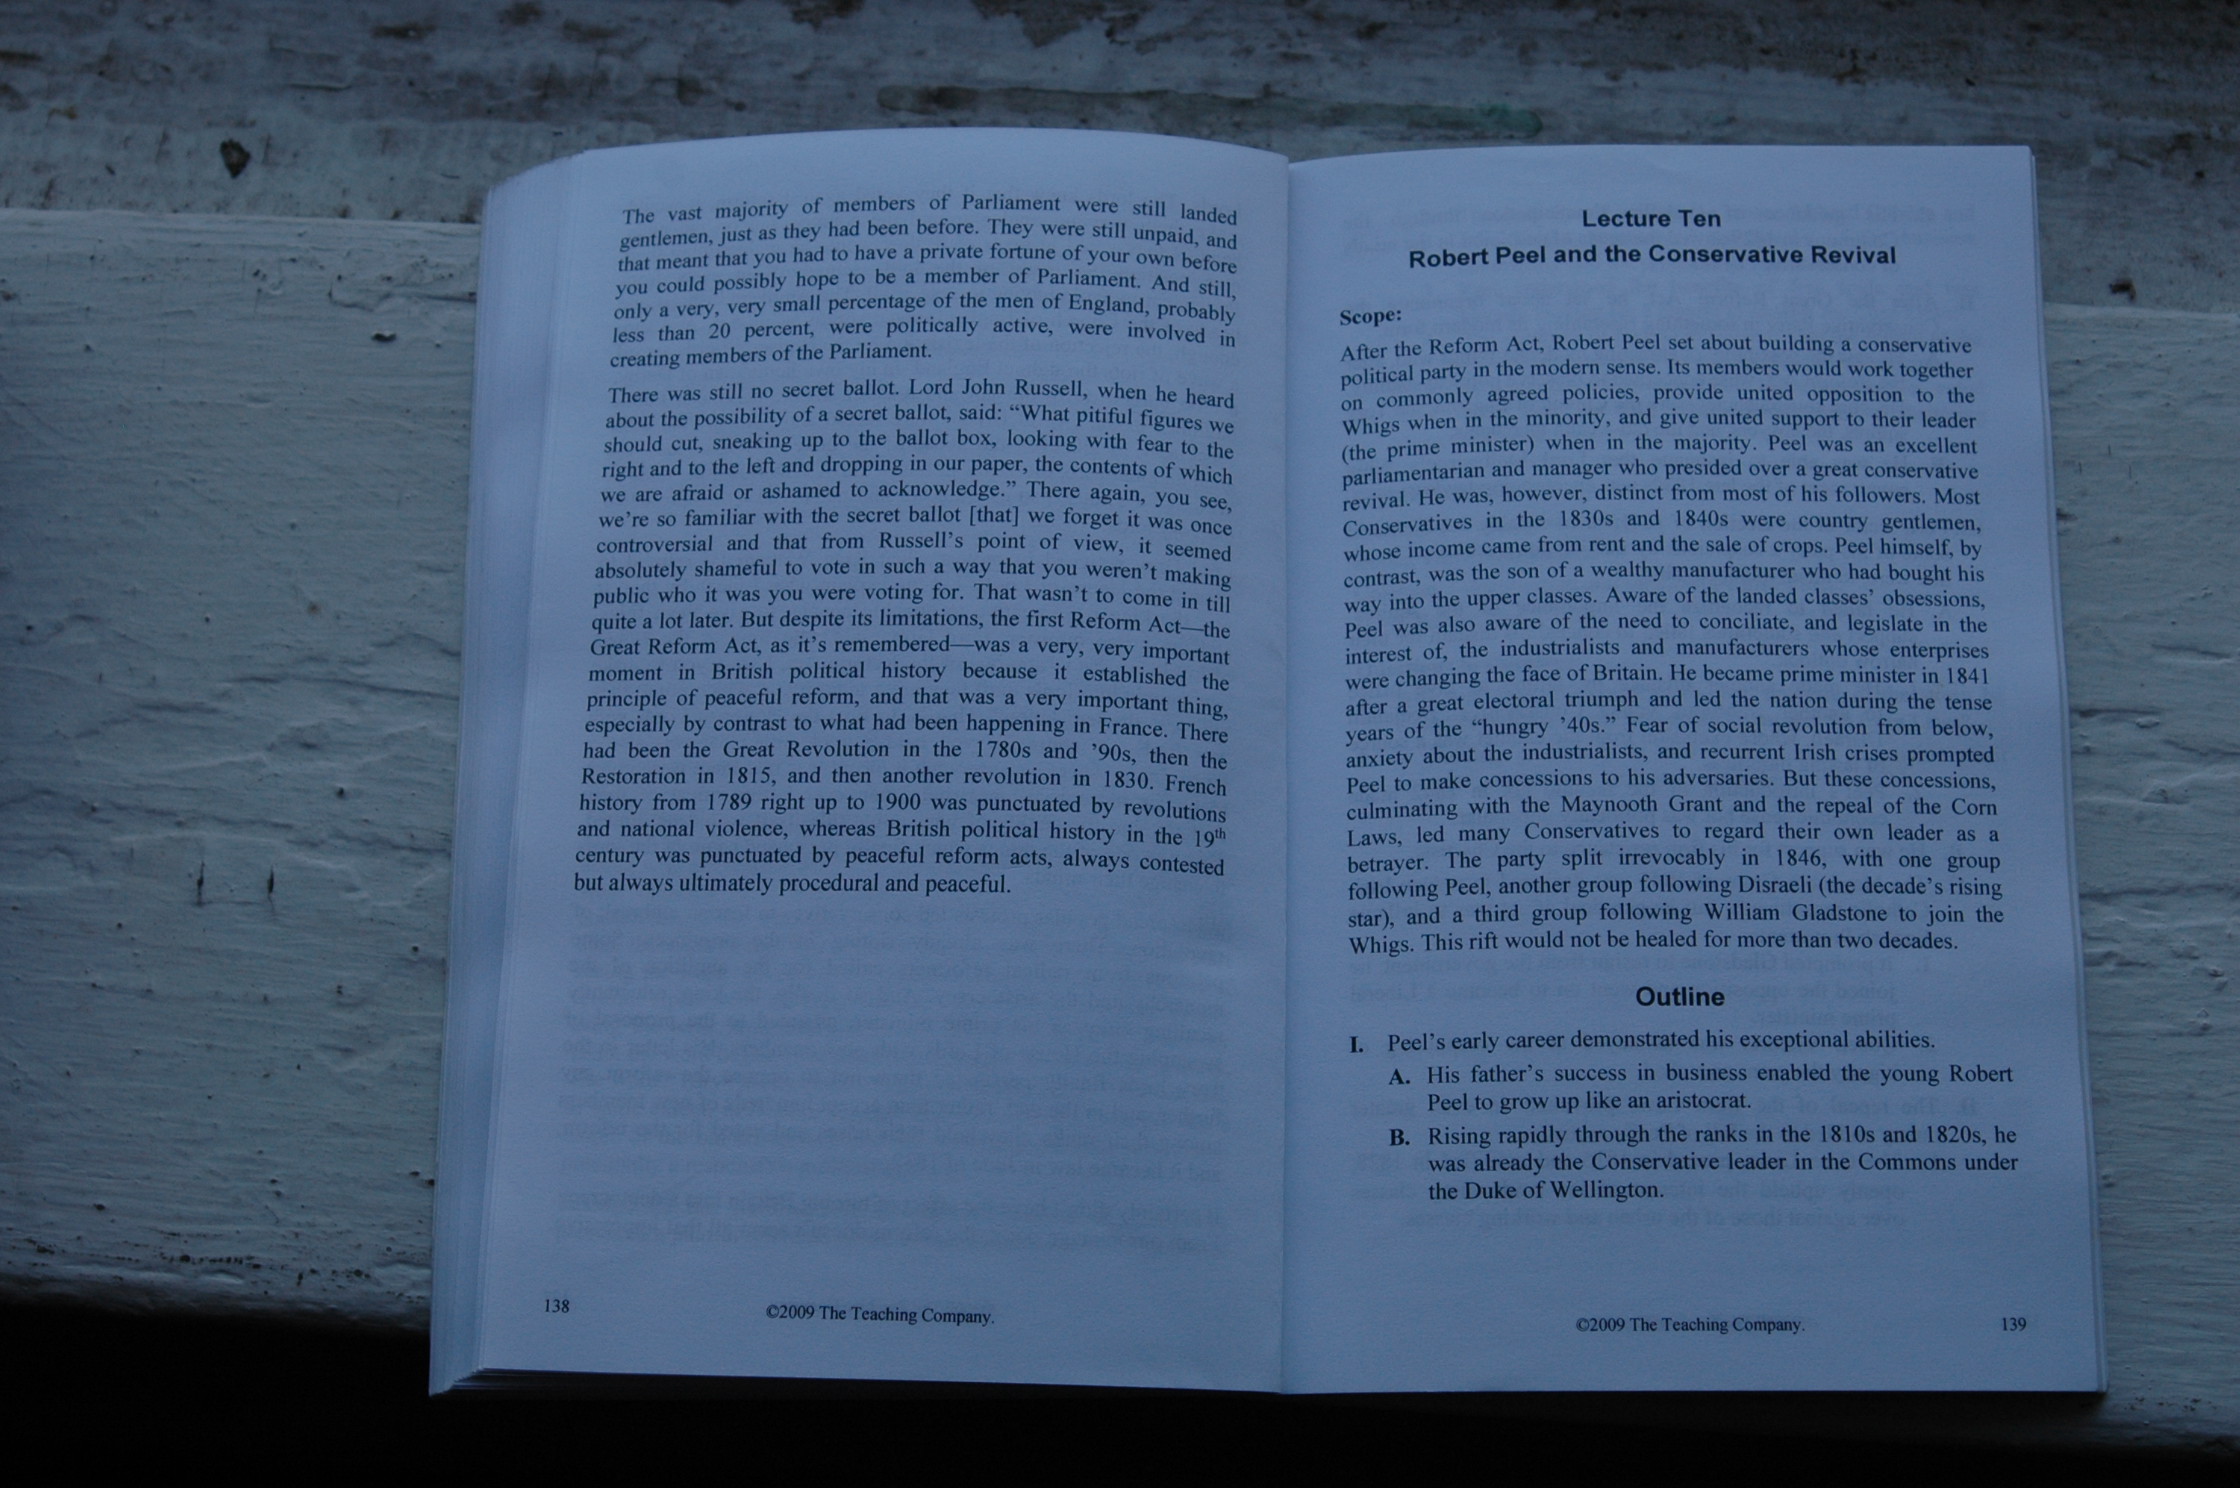 The vast majority of members of Parliament were still landed
gentlemen, just as they had been before. They were still unpaid, and
that meant that you had to have a private fortune of your own before
you could possibly hope to be a member of Parliament. And still,
only a very, very small percentage of the men of England, probably
less than 20 percent, were politically active, were involved in
creating members of the Parliament.
There was still no secret ballot. Lord John Russell, when he heard
about the possibility of a secret ballot, said: “What pitiful figures we
should cut, sneaking up to the ballot box, looking with fear to the
right and to the left and dropping in our paper, the contents of which
we are afraid or ashamed to acknowledge.” There again, you see,
we’re so familiar with the secret ballot [that] we forget it was once
controversial and that from Russell’s point of view, it seemed
absolutely shameful to vote in such a way that you weren’t making
public who it was you were voting for. That wasn’t to come in till
quite a lot later. But despite its limitations, the first Reform Act—the
Great Reform Act, as it’s remembered—was a very, very important
moment in British political history because it established the
principle of peaceful reform, and that was a very important thing,
especially by contrast to what had been happening in France. There
had been the Great Revolution in the 1780s and ’90s, then the
Restoration in 1815, and then another revolution in 1830. French
history from 1789 right up to 1900 was punctuated by revolutions
and national violence, whereas British political history in the 19th
century was punctuated by peaceful reform acts, always contested
but always ultimately procedural and peaceful.
138
©2009 The Teaching Company.
Lecture Ten
Robert Peel and the Conservative Revival
Scope:
After the Reform Act, Robert Peel set about building a conservative
political party in the modern sense. Its members would work together
on commonly agreed policies, provide united opposition to the
Whigs when in the minority, and give united support to their leader
(the prime minister) when in the majority. Peel was an excellent
parliamentarian and manager who presided over a great conservative
revival. He was, however, distinct from most of his followers. Most
Conservatives in the 1830s and 1840s were country gentlemen,
whose income came from rent and the sale of crops. Peel himself, by
contrast, was the son of a wealthy manufacturer who had bought his
way into the upper classes. Aware of the landed classes’ obsessions,
Peel was also aware of the need to conciliate, and legislate in the
interest of, the industrialists and manufacturers whose enterprises
were changing the face of Britain. He became prime minister in 1841
after a great electoral triumph and led the nation during the tense
years of the “hungry ’40s.” Fear of social revolution from below,
anxiety about the industrialists, and recurrent Irish crises prompted
Peel to make concessions to his adversaries. But these concessions,
culminating with the Maynooth Grant and the repeal of the Corn
Laws, led many Conservatives to regard their own leader as a
betrayer. The party split irrevocably in 1846, with one group
following Peel, another group following Disraeli (the decade’s rising
star), and a third group following William Gladstone to join the
Whigs. This rift would not be healed for more than two decades.
Outline
I. Peel’s early career demonstrated his exceptional abilities.
A. His father’s success in business enabled the young Robert
Peel to grow up like an aristocrat.
B. Rising rapidly through the ranks in the 1810s and 1820s, he
was already the Conservative leader in the Commons under
the Duke of Wellington.
©2009 The Teaching Company.
139